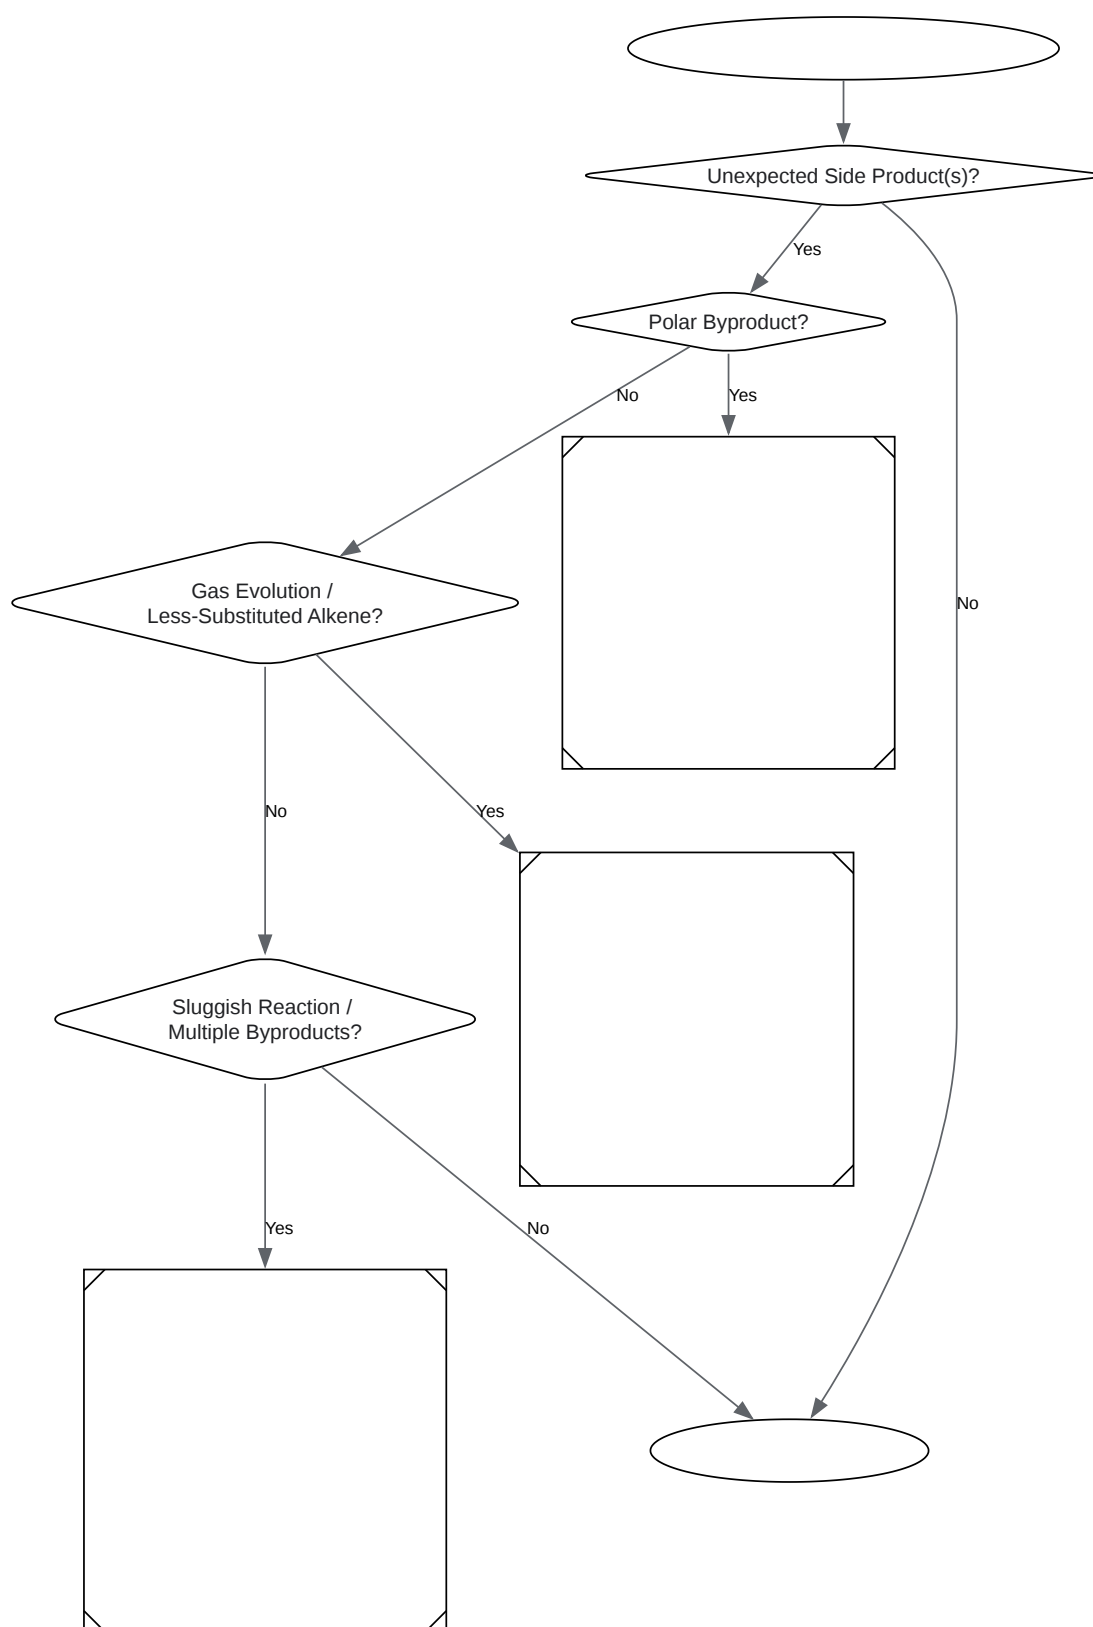 Unexpected Side Product(s)?
Yes
Polar Byproduct?
No
Yes
Gas Evolution /
Less-Substituted Alkene?
No
No
Yes
Sluggish Reaction /
Multiple Byproducts?
Yes
No